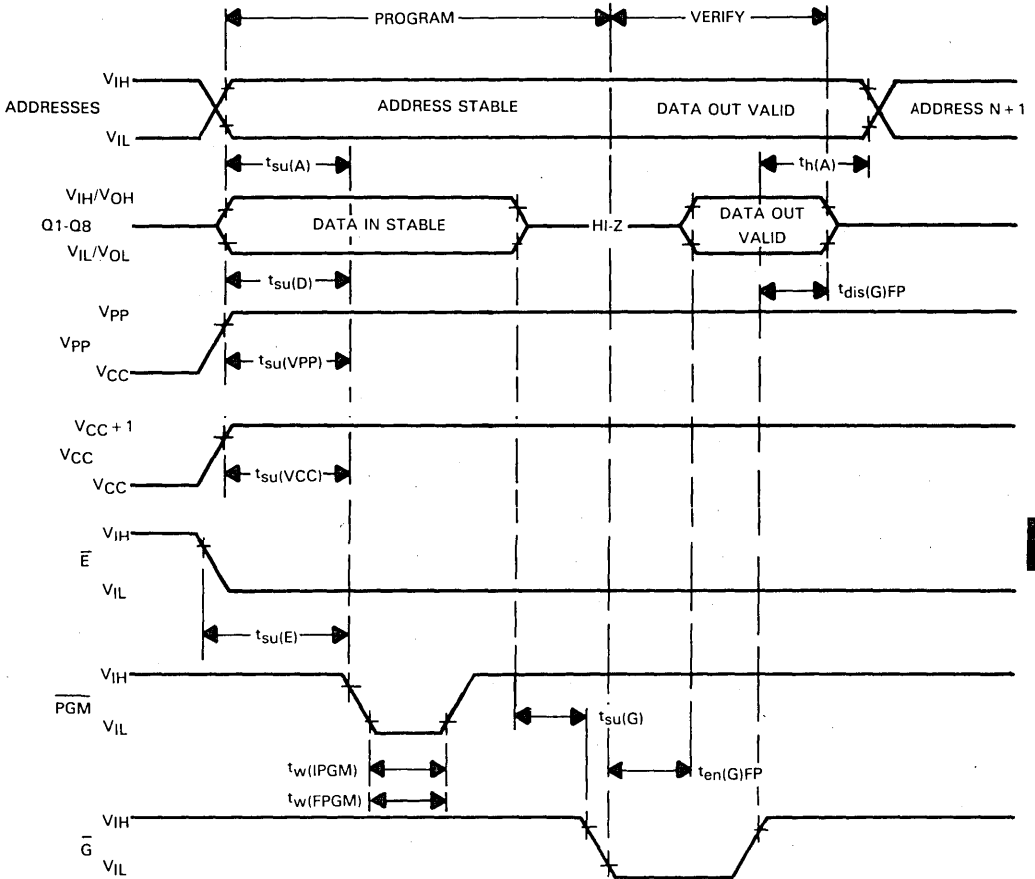 PROGRAM
VERIFY
VIH
ADDRESSES
ADDRESS STABLE
DATA OUT VALID
ADDRESS N + 1
VIL
tsu(A)
th(A)
VIH/VOH
Q1-Q8
DATA IN STABLE
HI-Z
DATA OUT
VALID
VIL/VOL
tsu(D)
tdis(G)FP
VPP
VPP
tsu(VPP)
VCC
VCC + 1
VCC
tsu(VCC)
VCC
VIH
E̅
VIL
tsu(E)
VIH
P̅G̅M̅
VIL
tsu(G)
tw(IPGM)
ten(G)FP
tw(FPGM)
VIH
G̅
VIL